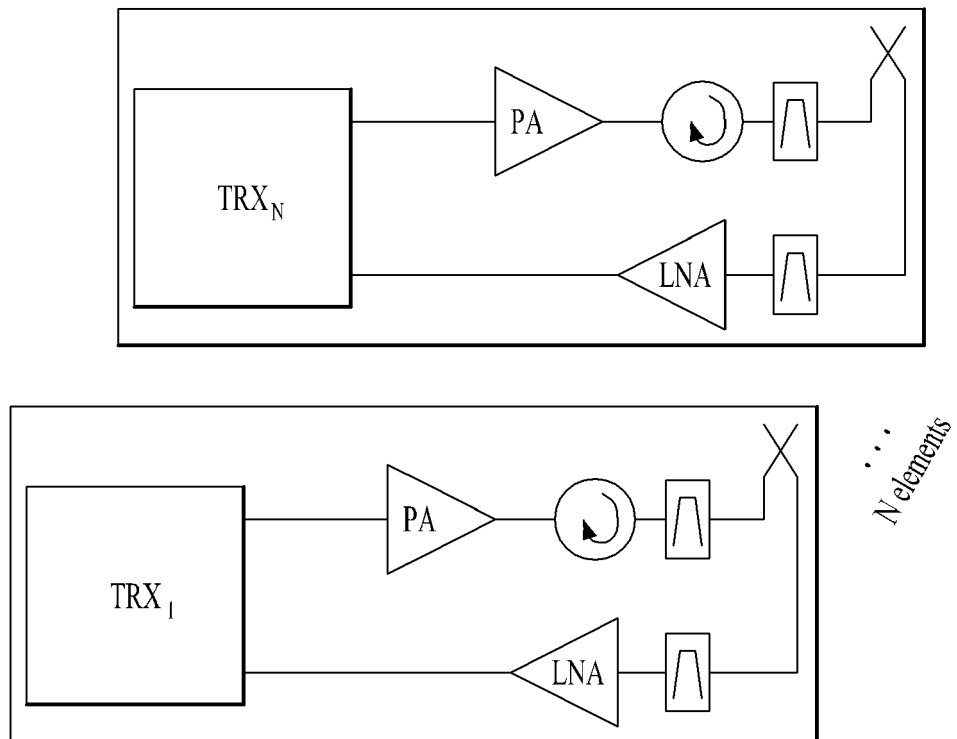 PA
TRX_N
LNA
PA
TRX_1
LNA
...
N elements